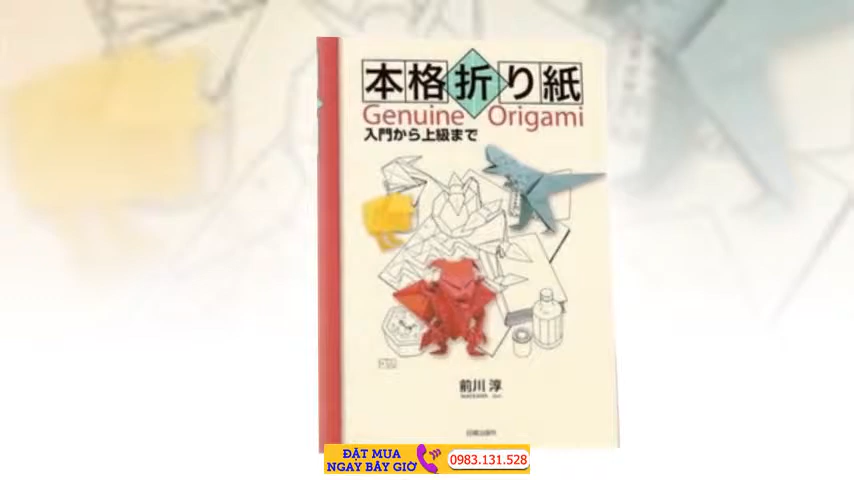 本格折り紙
Genuine Origami
入門から上級まで
前川 淳
ĐẶT MUA
NGAY BÂY GIỜ
0983.131.528